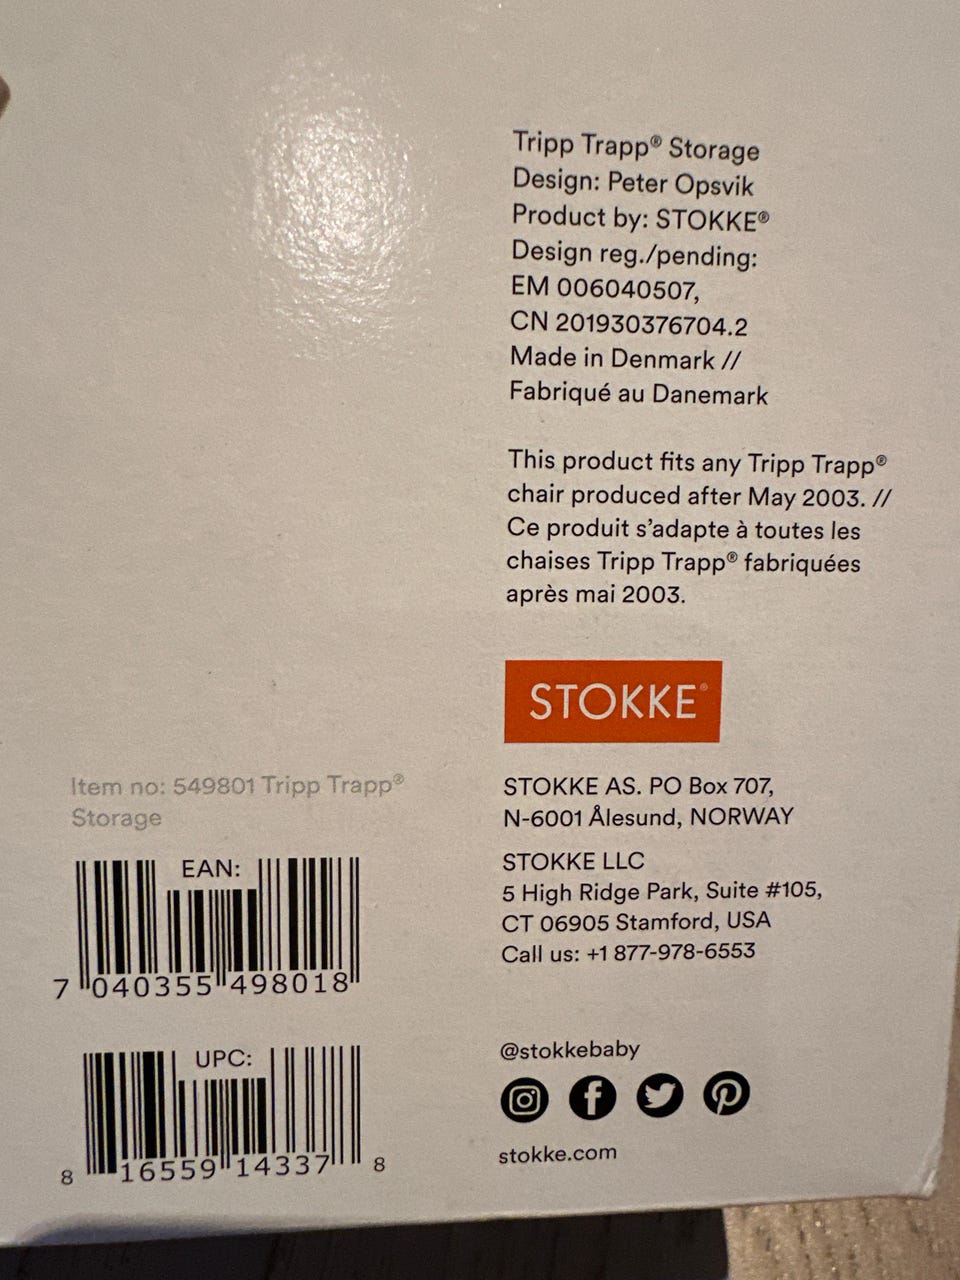 Tripp Trapp® Storage
Design: Peter Opsvik
Product by: STOKKE®
Design reg./pending:
EM 006040507,
CN 201930376704.2
Made in Denmark //
Fabriqué au Danemark
This product fits any Tripp Trapp®
chair produced after May 2003. //
Ce produit s'adapte à toutes les
chaises Tripp Trapp® fabriquées
après mai 2003.
STOKKE®
STOKKE AS. PO Box 707,
N-6001 Ålesund, NORWAY
STOKKE LLC
5 High Ridge Park, Suite #105,
CT 06905 Stamford, USA
Call us: +1 877-978-6553
@stokkebaby
stokke.com
Item no: 549801 Tripp Trapp®
Storage
EAN:
7 040355 498018
UPC:
8 16559 14337 8